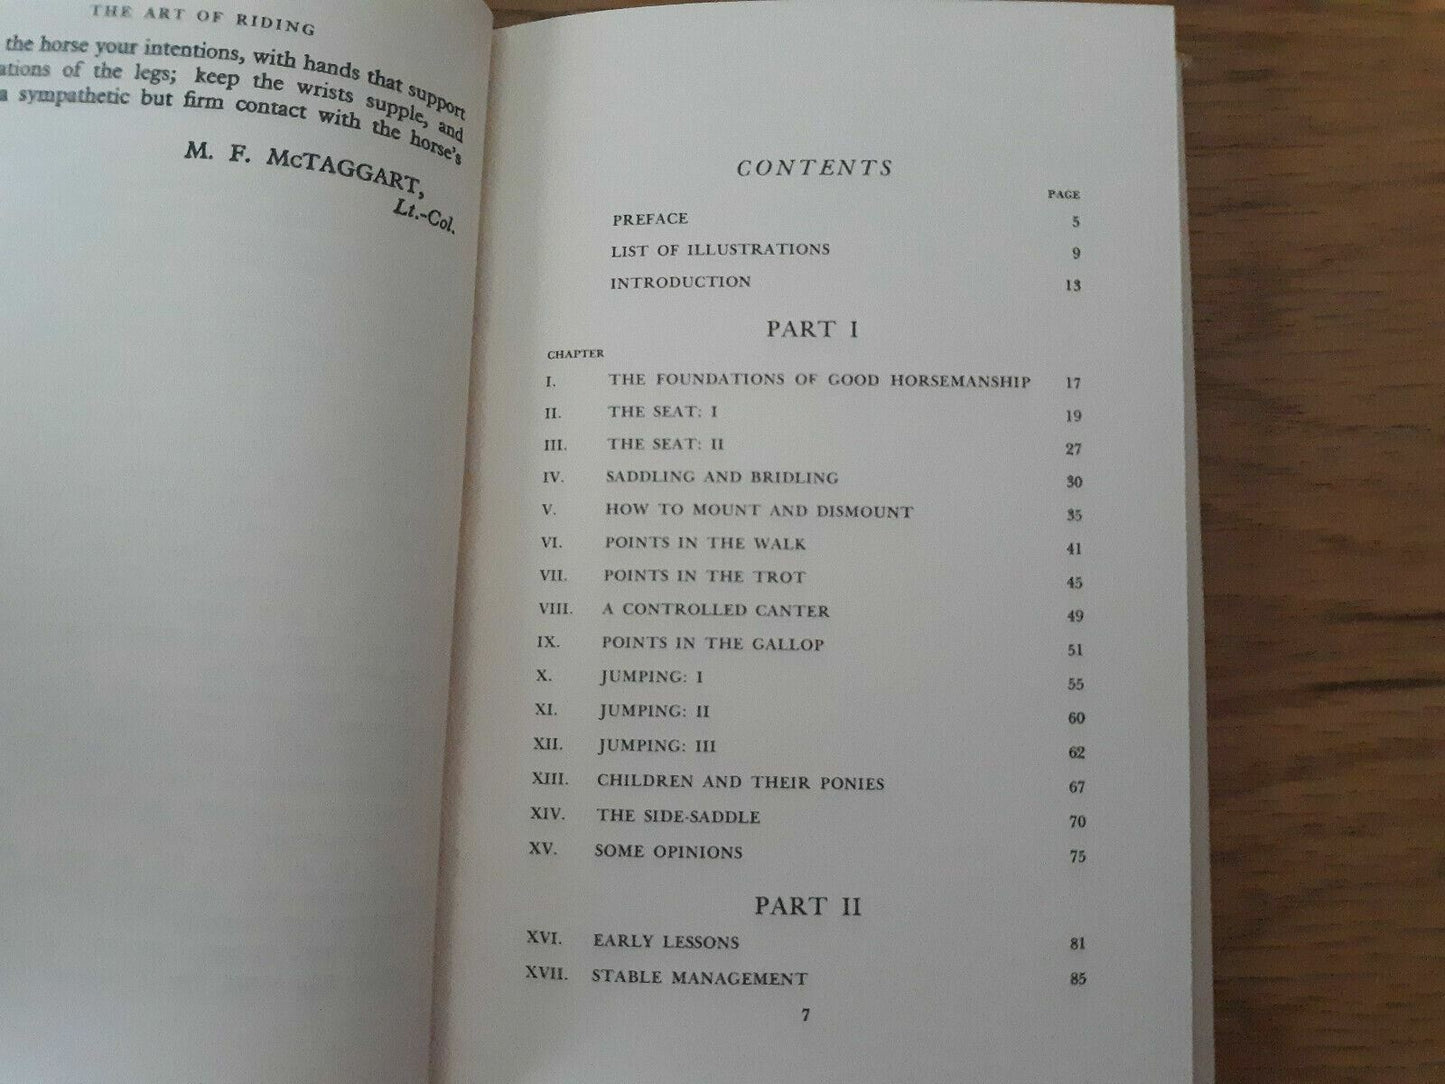 THE ART OF RIDING
the horse your intentions, with hands that support
ations of the legs; keep the wrists supple, and
a sympathetic but firm contact with the horse's
M. F. McTAGGART,
Lt.-Col.
CONTENTS
PAGE
PREFACE 5
LIST OF ILLUSTRATIONS 9
INTRODUCTION 13
PART I
CHAPTER
I. THE FOUNDATIONS OF GOOD HORSEMANSHIP 17
II. THE SEAT: I 19
III. THE SEAT: II 27
IV. SADDLING AND BRIDLING 30
V. HOW TO MOUNT AND DISMOUNT 35
VI. POINTS IN THE WALK 41
VII. POINTS IN THE TROT 45
VIII. A CONTROLLED CANTER 49
IX. POINTS IN THE GALLOP 51
X. JUMPING: I 55
XI. JUMPING: II 60
XII. JUMPING: III 62
XIII. CHILDREN AND THEIR PONIES 67
XIV. THE SIDE-SADDLE 70
XV. SOME OPINIONS 75
PART II
XVI. EARLY LESSONS 81
XVII. STABLE MANAGEMENT 85
7